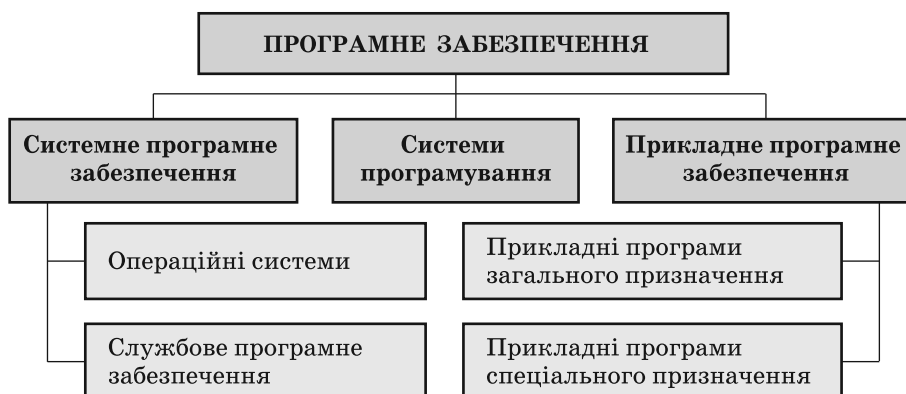 ПРОГРАМНЕ ЗАБЕЗПЕЧЕННЯ
Системне програмне
забезпечення
Системи
програмування
Прикладне програмне
забезпечення
Операційні системи
Службове програмне
забезпечення
Прикладні програми
загального призначення
Прикладні програми
спеціального призначення